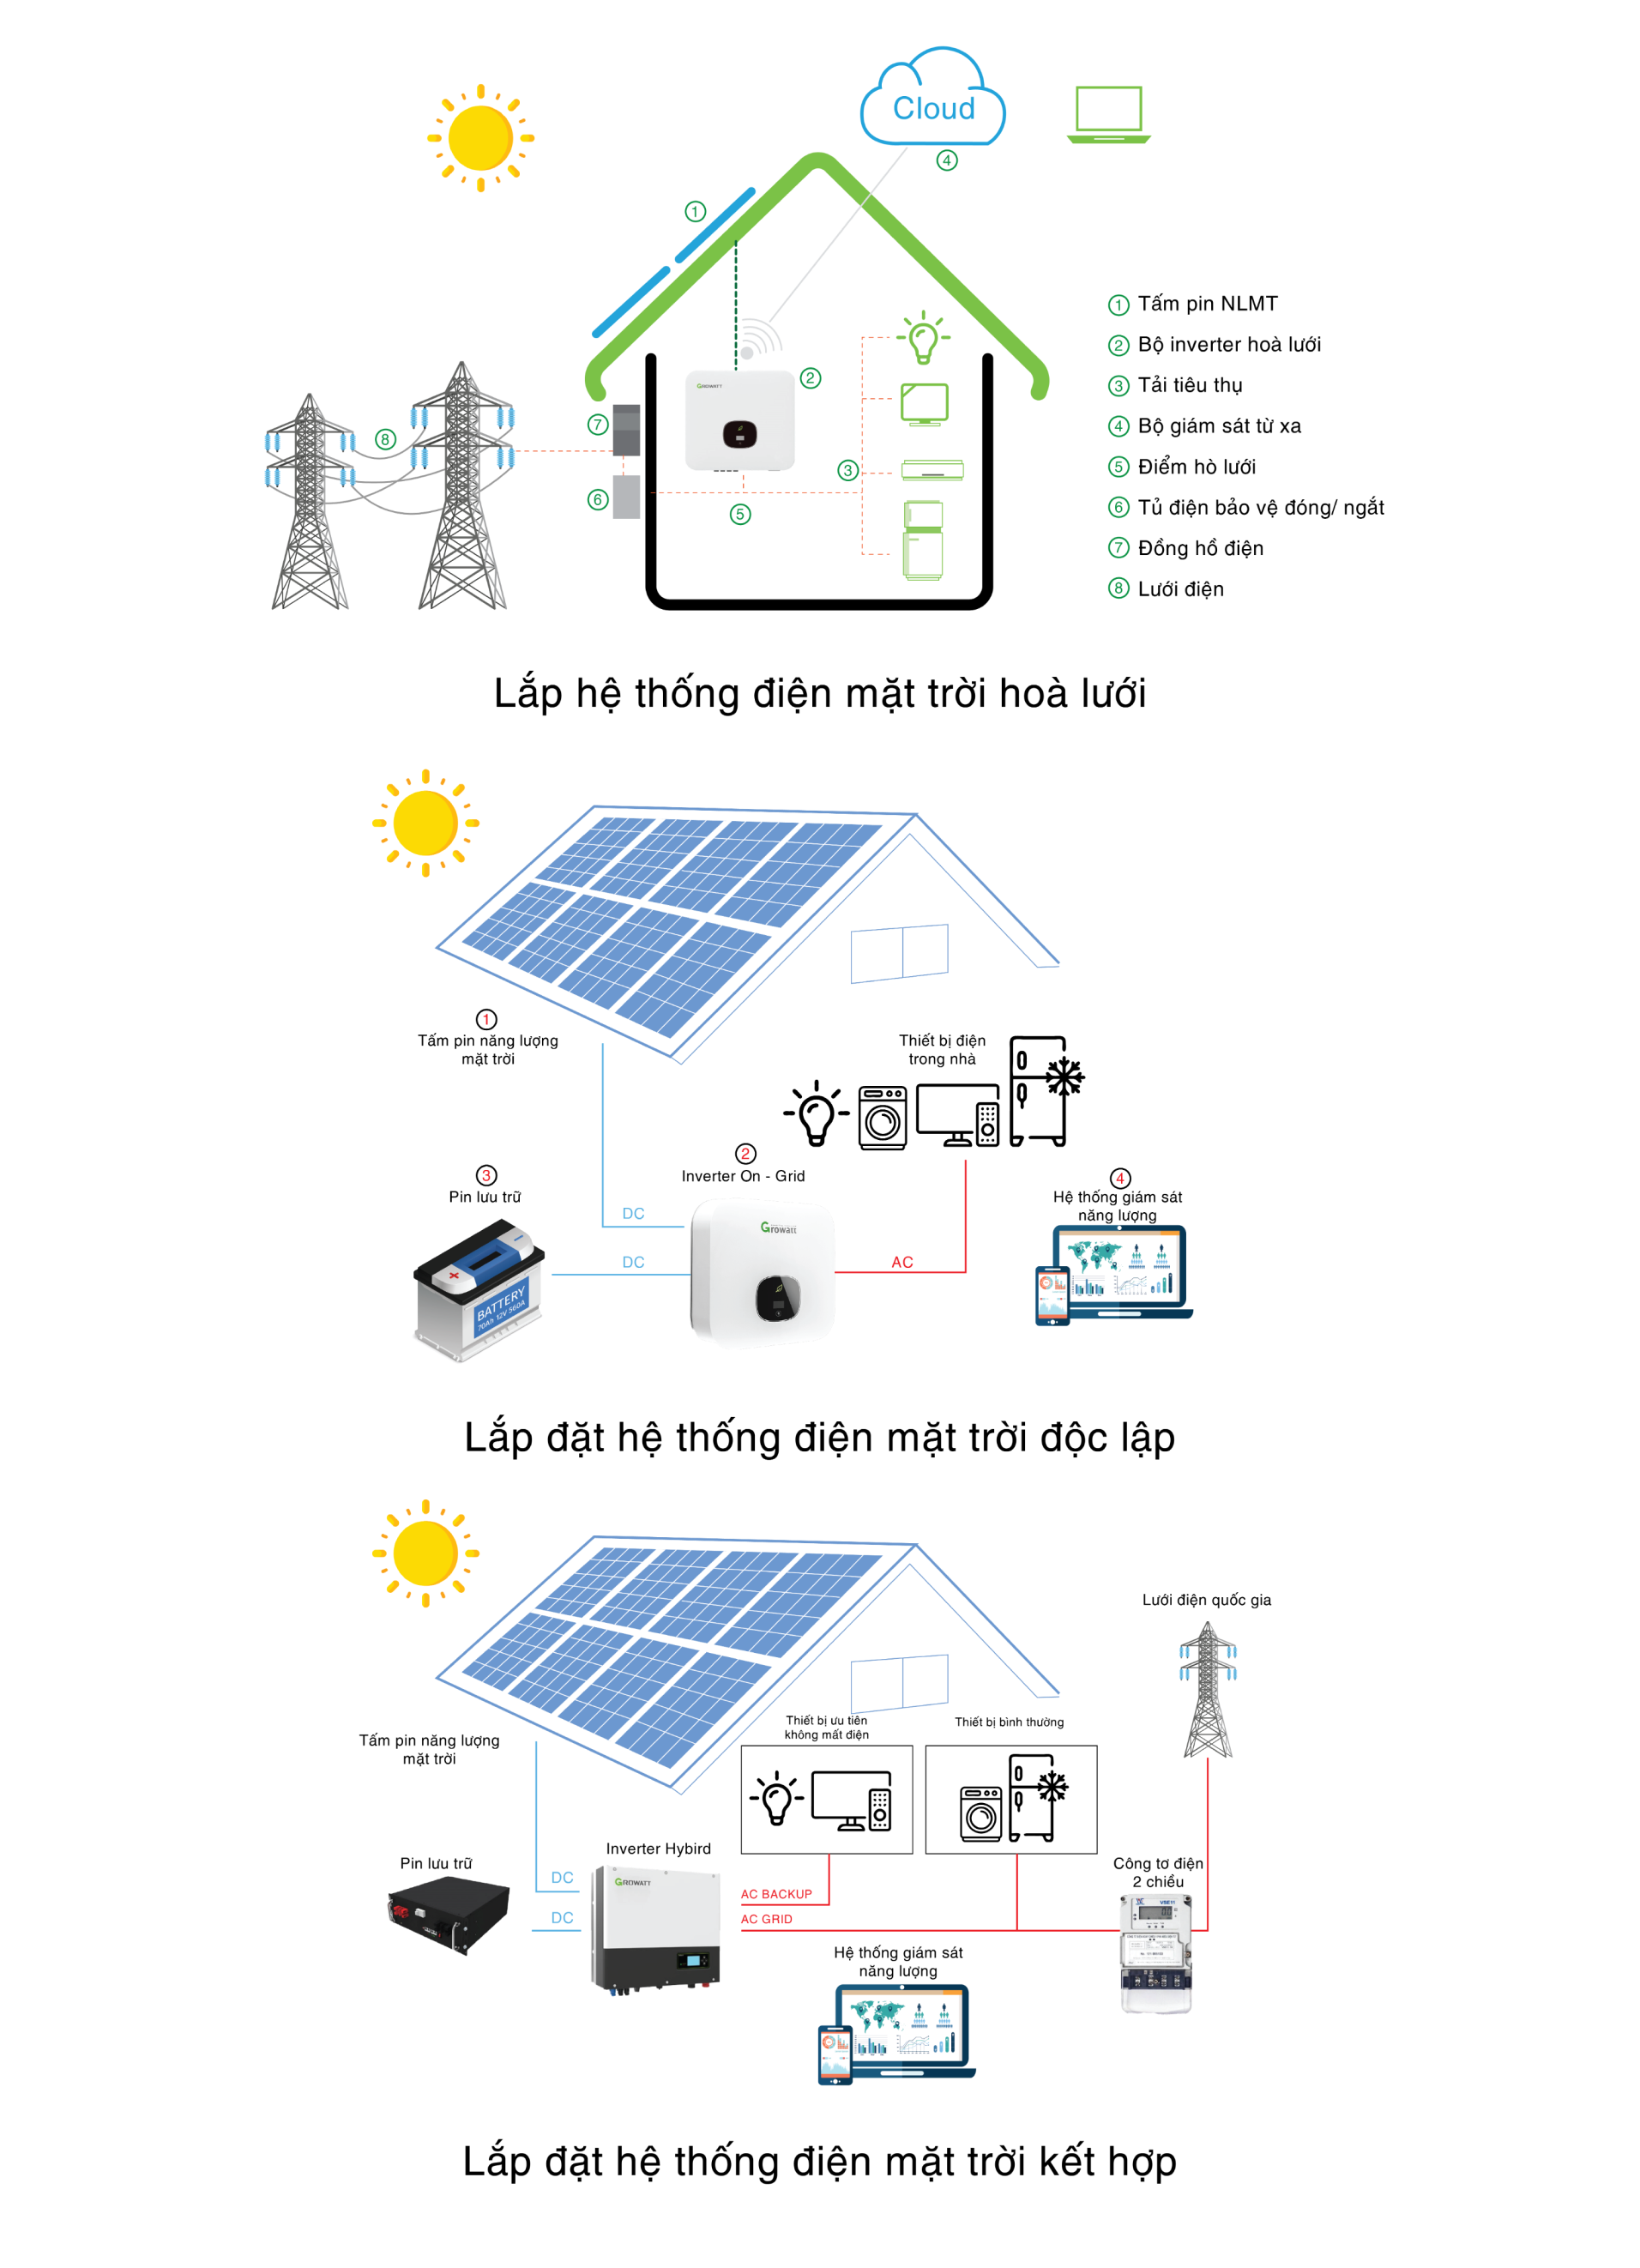 Cloud
4
1
GROWATT
2
7
8
3
6
5
1 Tấm pin NLMT
2 Bộ inverter hoà lưới
3 Tải tiêu thụ
4 Bộ giám sát từ xa
5 Điểm hò lưới
6 Tủ điện bảo vệ đóng/ ngắt
7 Đồng hồ điện
8 Lưới điện
Lắp hệ thống điện mặt trời hoà lưới
1
Tấm pin năng lượng
mặt trời
Thiết bị điện
trong nhà
2
Inverter On - Grid
3
Pin lưu trữ
4
Hệ thống giám sát
năng lượng
DC
Growatt
DC
AC
BATTERY
70Ah 12V 560A
Lắp đặt hệ thống điện mặt trời độc lập
Lưới điện quốc gia
Thiết bị ưu tiên
không mất điện
Thiết bị bình thường
Tấm pin năng lượng
mặt trời
Inverter Hybird
Pin lưu trữ
Công tơ điện
2 chiều
DC
GROWATT
AC BACKUP
DC
AC GRID
VSE11
Hệ thống giám sát
năng lượng
Lắp đặt hệ thống điện mặt trời kết hợp